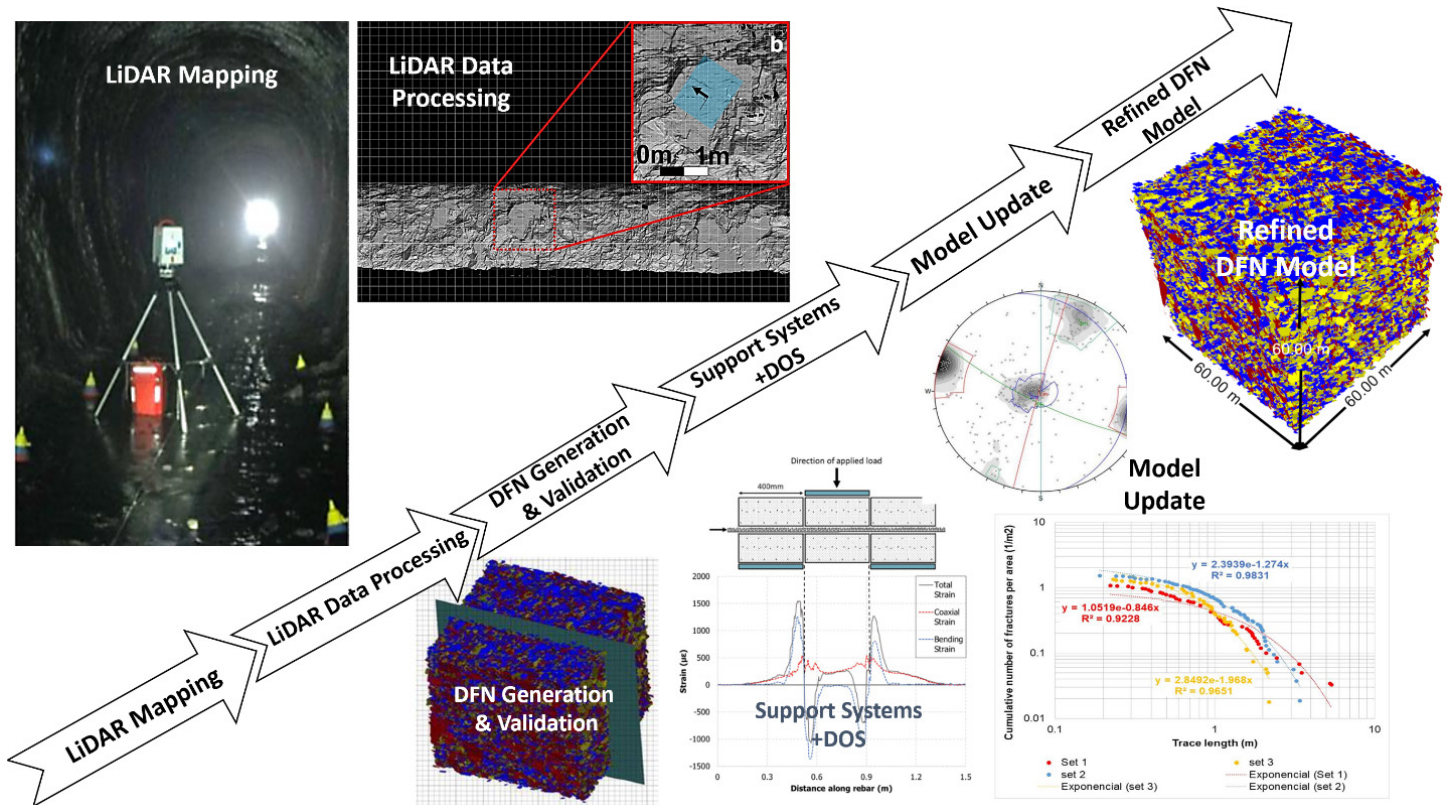 LiDAR Mapping
LiDAR Data
Processing
b
0m 1m
LiDAR Mapping
LiDAR Data Processing
DFN Generation
& Validation
Support Systems
+DOS
Model Update
Refined DFN
Model
DFN Generation
& Validation
Direction of applied load
400mm
Strain (µε)
2000
1500
1000
500
0
-500
-1000
-1500
Total
Strain
Coaxial
Strain
Bending
Strain
Support Systems
+DOS
0 0.3 0.6 0.9 1.2 1.5
Distance along rebar (m)
N
W
S
Model
Update
Refined
DFN Model
60.00 m
60.00 m
60.00 m
Cumulative number of fractures per area (1/m2)
10
1
0.1
0.01
y = 2.3939e-1.274x
R² = 0.9831
y = 1.0519e-0.846x
R² = 0.9228
y = 2.8492e-1.968x
R² = 0.9651
0.1 1 10
Trace length (m)
Set 1
set 3
set 2
Exponencial (Set 1)
Exponencial (set 3)
Exponencial (set 2)